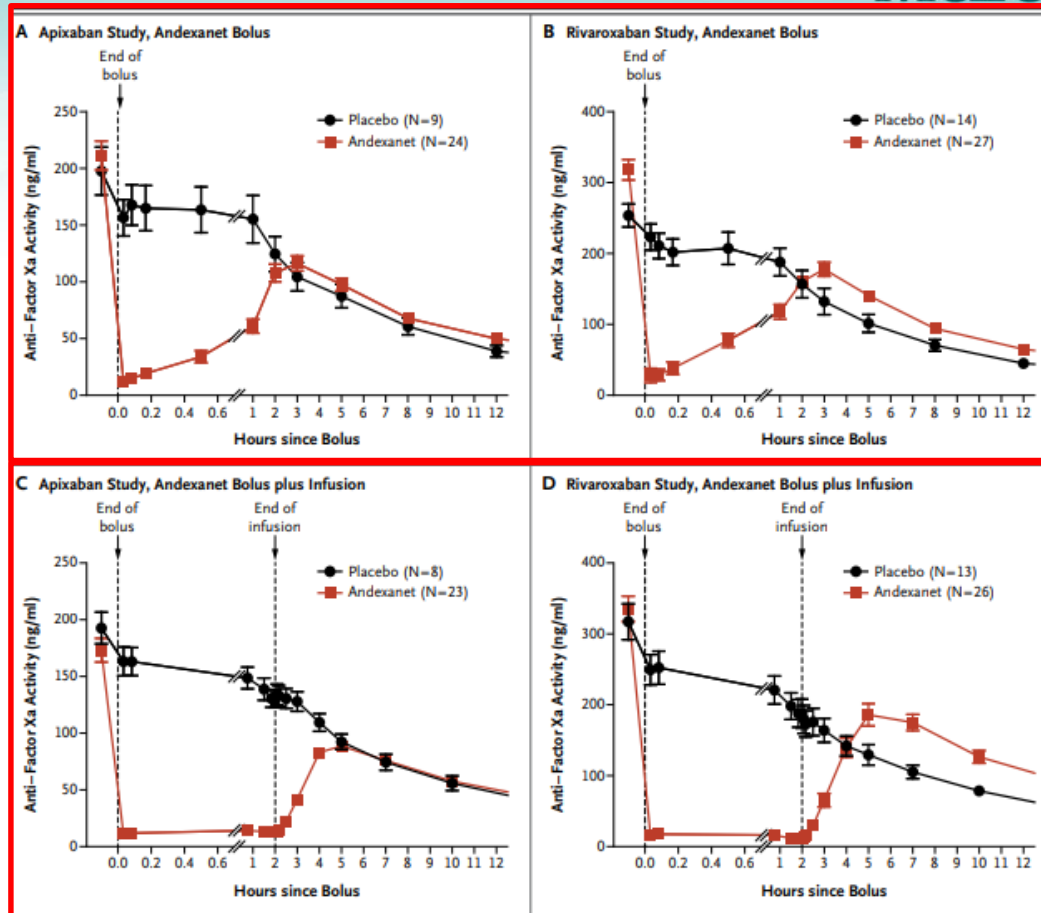 A Apixaban Study, Andexanet Bolus
End of
bolus
Placebo (N=9)
Andexanet (N=24)
Anti–Factor Xa Activity (ng/ml)
250
200
150
100
50
0
0.0 0.2 0.4 0.6 1 2 3 4 5 6 7 8 9 10 11 12
Hours since Bolus
B Rivaroxaban Study, Andexanet Bolus
End of
bolus
Placebo (N=14)
Andexanet (N=27)
Anti–Factor Xa Activity (ng/ml)
400
300
200
100
0
0.0 0.2 0.4 0.6 1 2 3 4 5 6 7 8 9 10 11 12
Hours since Bolus
C Apixaban Study, Andexanet Bolus plus Infusion
End of
bolus
End of
infusion
Placebo (N=8)
Andexanet (N=23)
Anti–Factor Xa Activity (ng/ml)
250
200
150
100
50
0
0.0 0.2 0.4 0.6 1 2 3 4 5 6 7 8 9 10 11 12
Hours since Bolus
D Rivaroxaban Study, Andexanet Bolus plus Infusion
End of
bolus
End of
infusion
Placebo (N=13)
Andexanet (N=26)
Anti–Factor Xa Activity (ng/ml)
400
300
200
100
0
0.0 0.2 0.4 0.6 1 2 3 4 5 6 7 8 9 10 11 12
Hours since Bolus